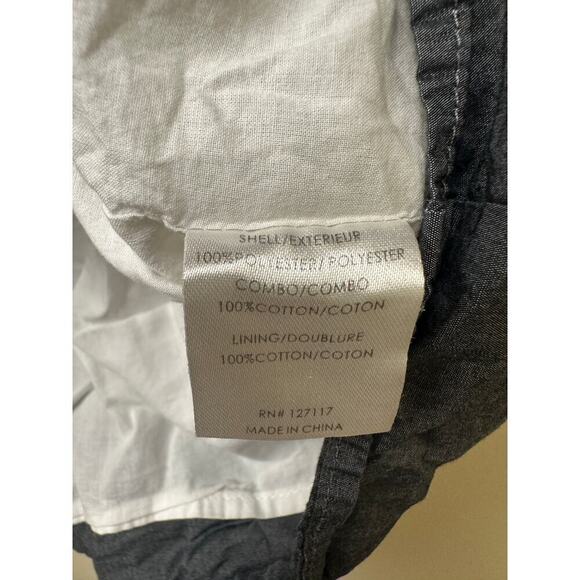 SHELL/EXTERIEUR
100%POLYESTER/POLYESTER
COMBO/COMBO
100%COTTON/COTON
LINING/DOUBLURE
100%COTTON/COTON
RN# 127117
MADE IN CHINA